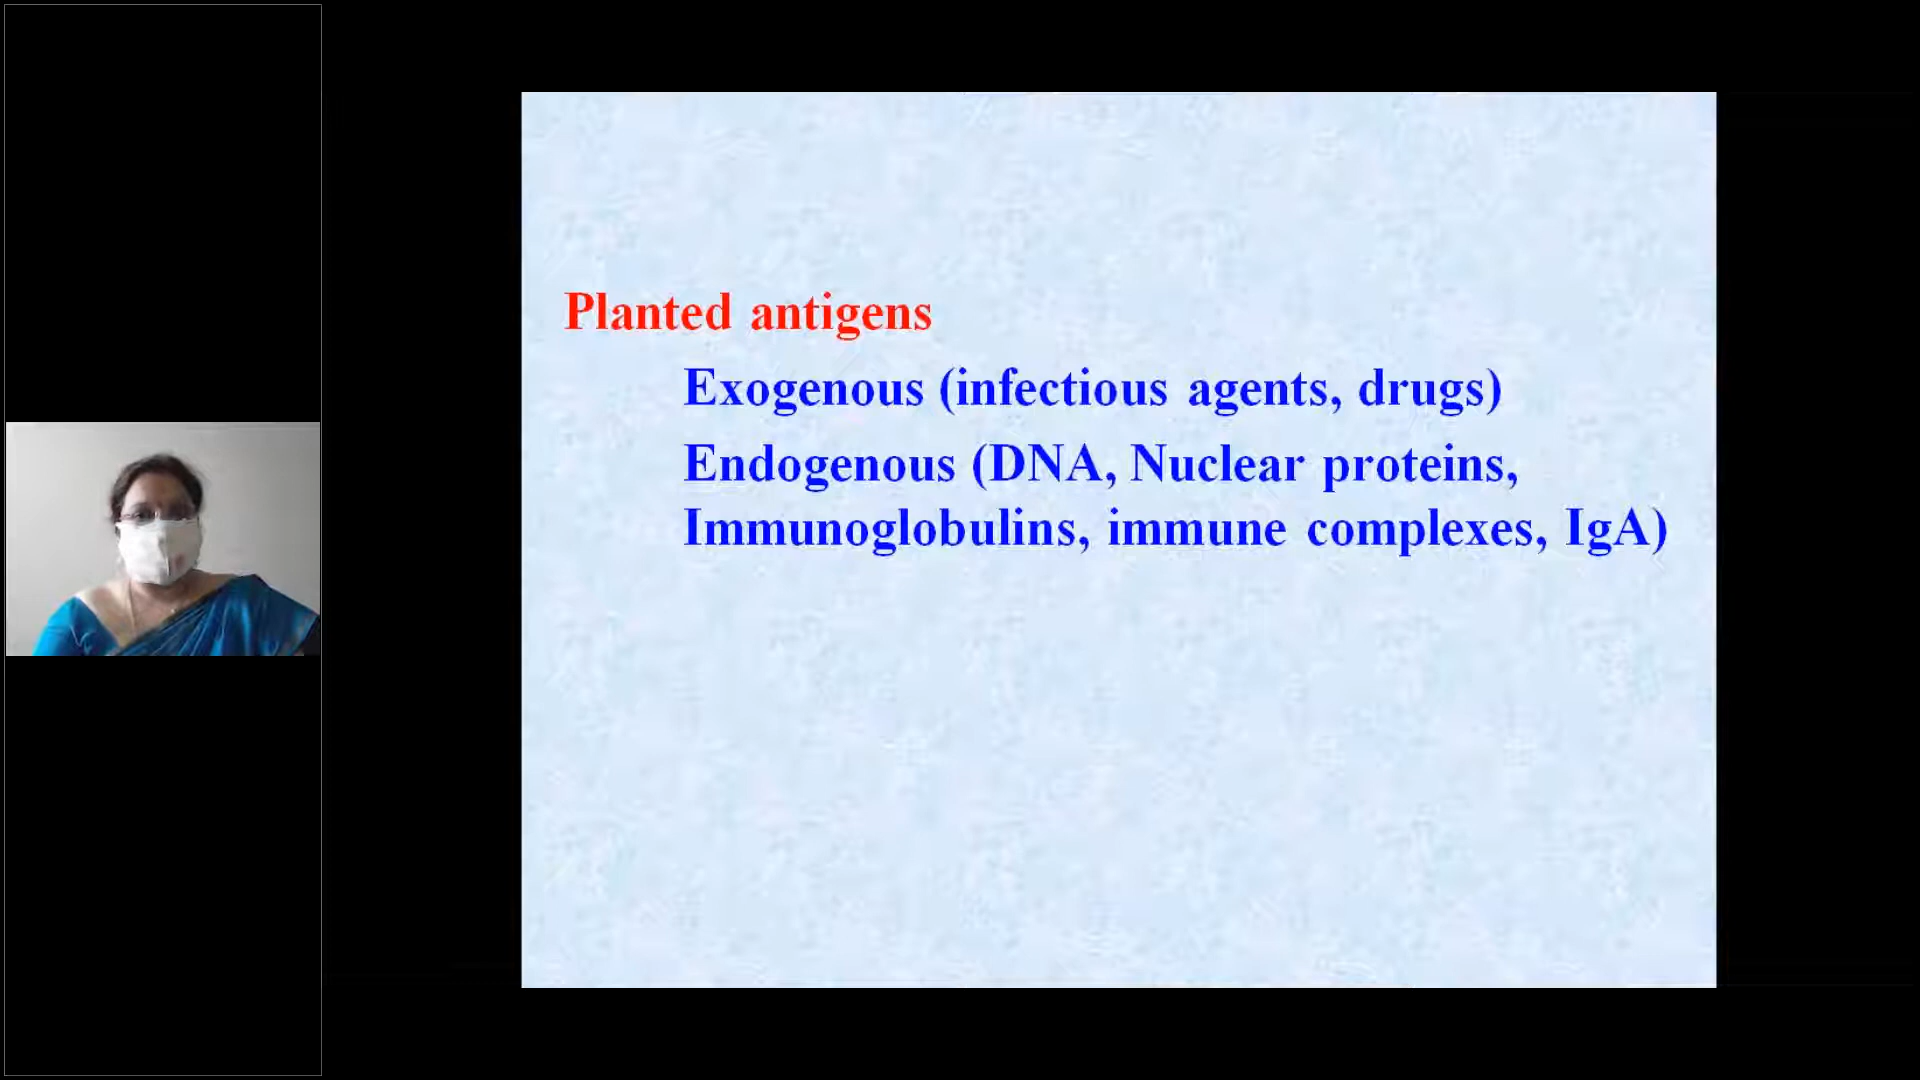 Planted antigens
Exogenous (infectious agents, drugs)
Endogenous (DNA, Nuclear proteins,
Immunoglobulins, immune complexes, IgA)